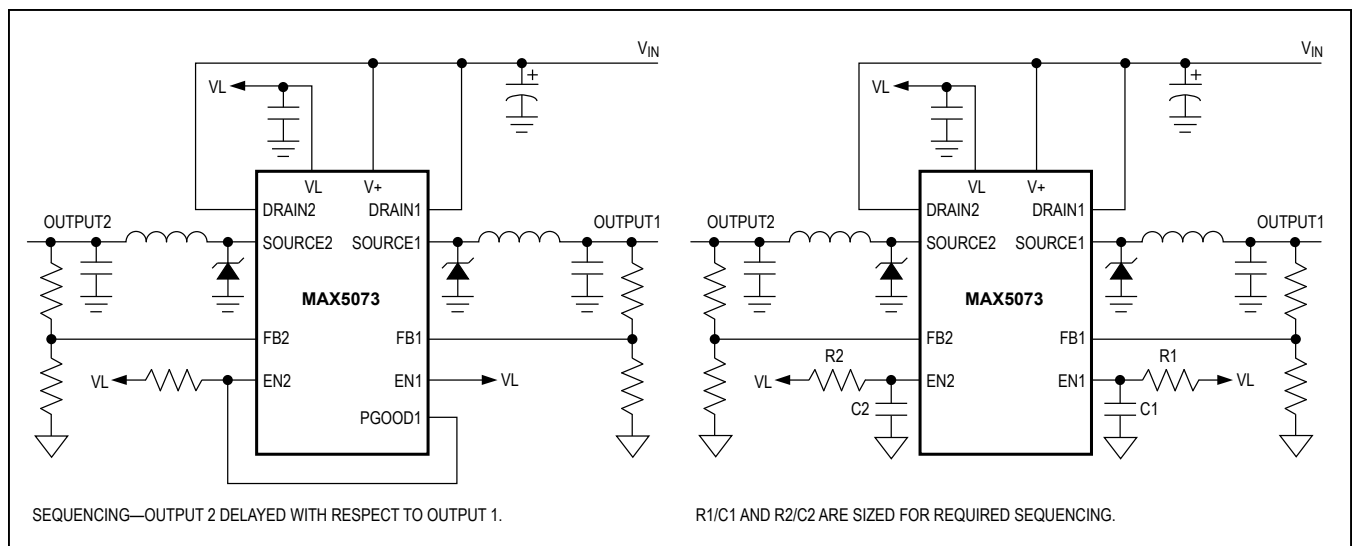 VIN
VL
VL
V+
DRAIN2
DRAIN1
OUTPUT2
OUTPUT1
SOURCE2
SOURCE1
MAX5073
FB2
FB1
VL
EN2
EN1
VL
PGOOD1
SEQUENCING—OUTPUT 2 DELAYED WITH RESPECT TO OUTPUT 1.
VIN
VL
VL
V+
DRAIN2
DRAIN1
OUTPUT2
OUTPUT1
SOURCE2
SOURCE1
MAX5073
FB2
FB1
R2
R1
VL
EN2
EN1
VL
C2
C1
R1/C1 AND R2/C2 ARE SIZED FOR REQUIRED SEQUENCING.